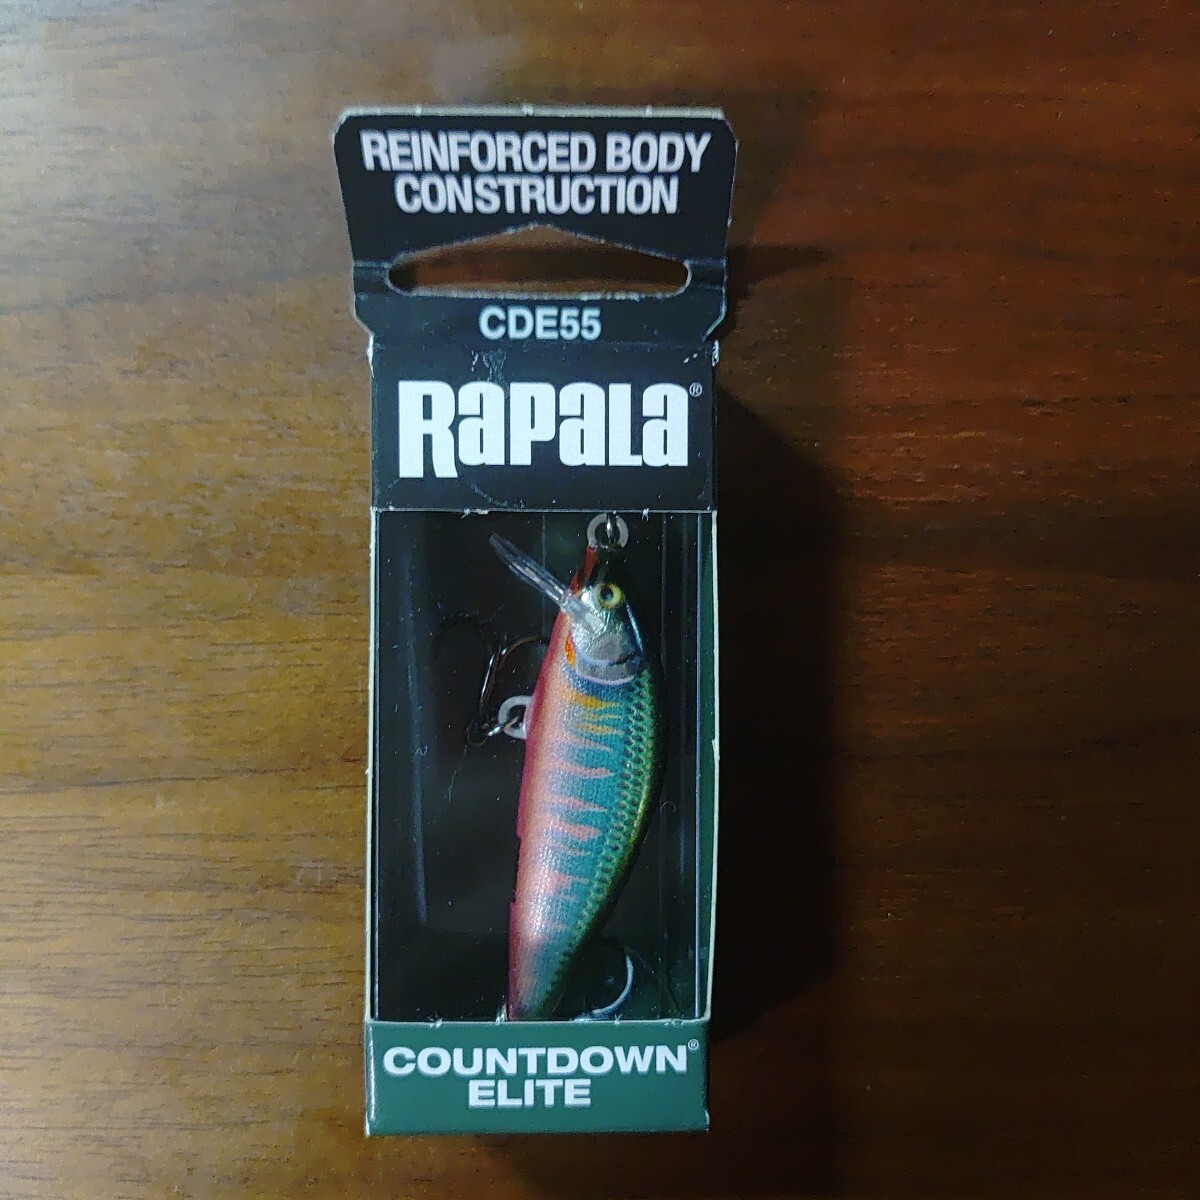 REINFORCED BODY
CONSTRUCTION
CDE55
RAPALA®
COUNTDOWN®
ELITE